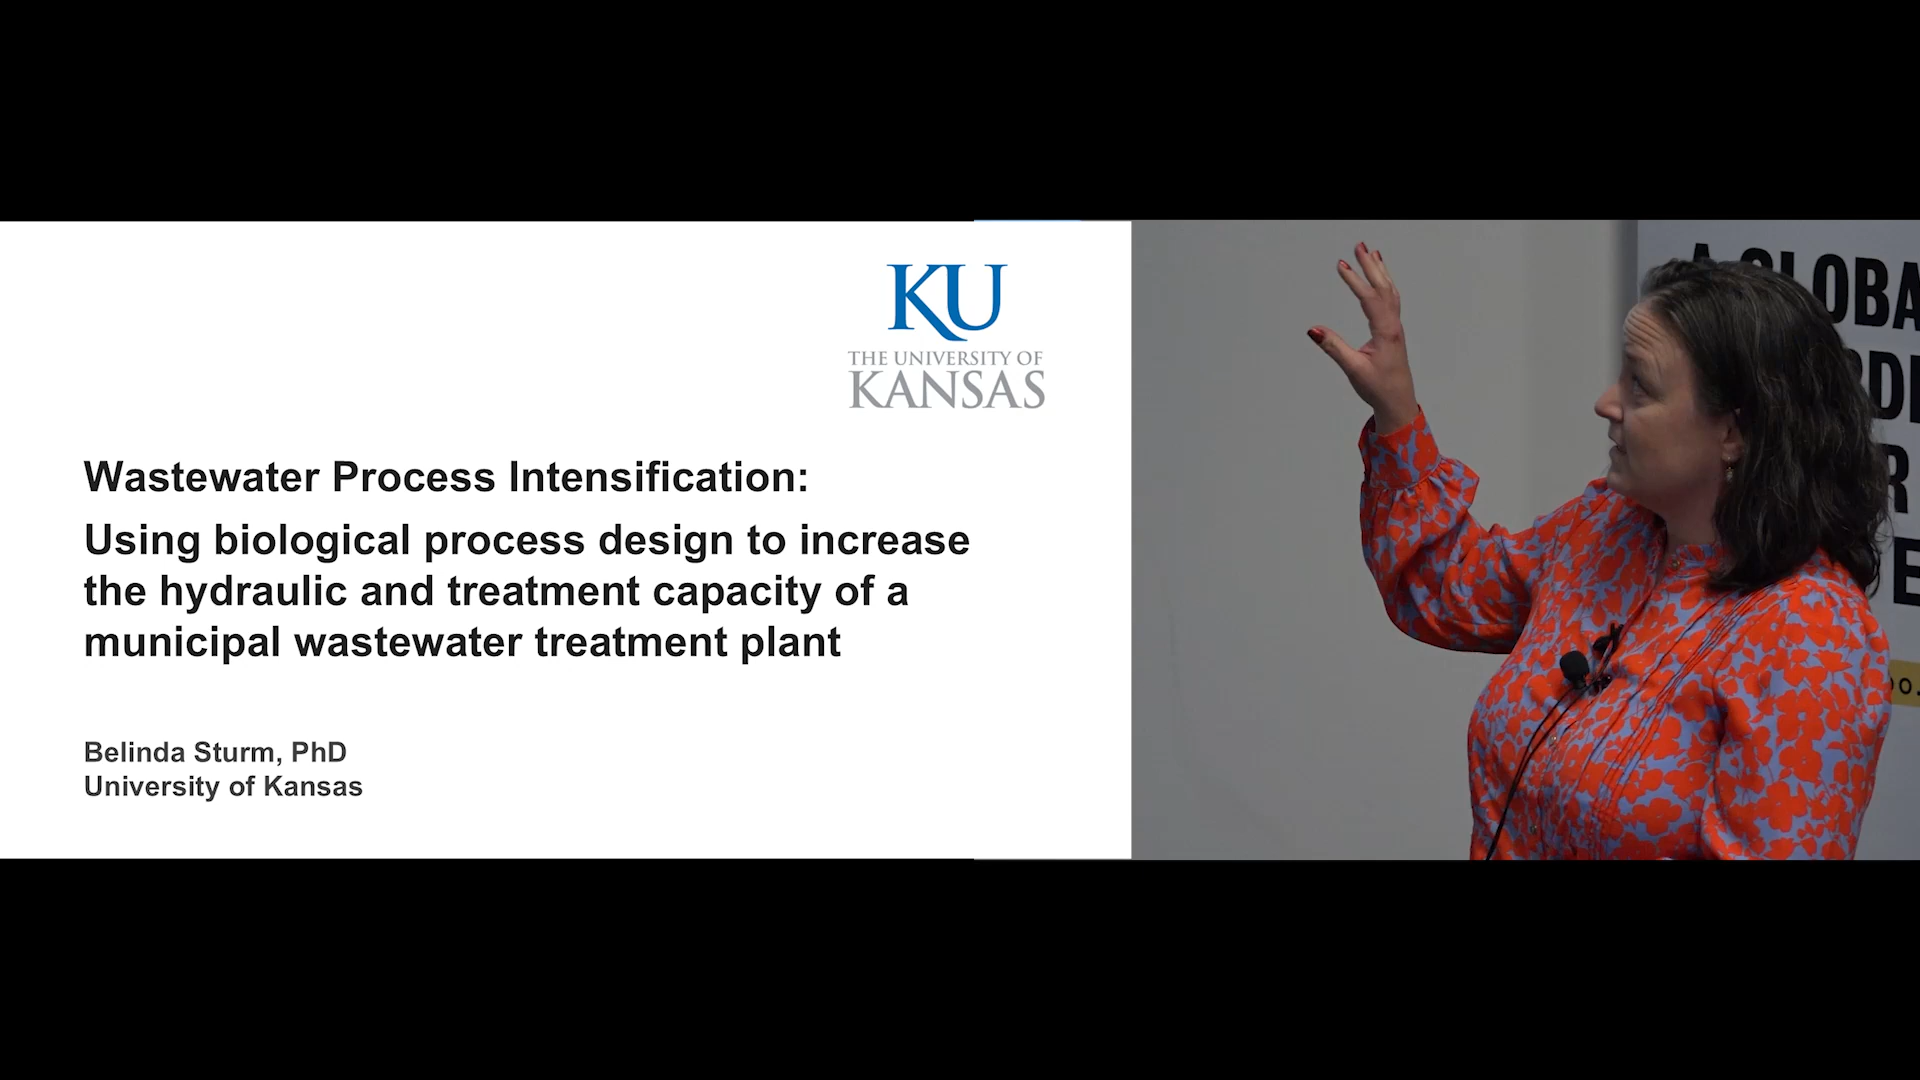 KU
THE UNIVERSITY OF
KANSAS
Wastewater Process Intensification:
Using biological process design to increase
the hydraulic and treatment capacity of a
municipal wastewater treatment plant
Belinda Sturm, PhD
University of Kansas
A GLOBA